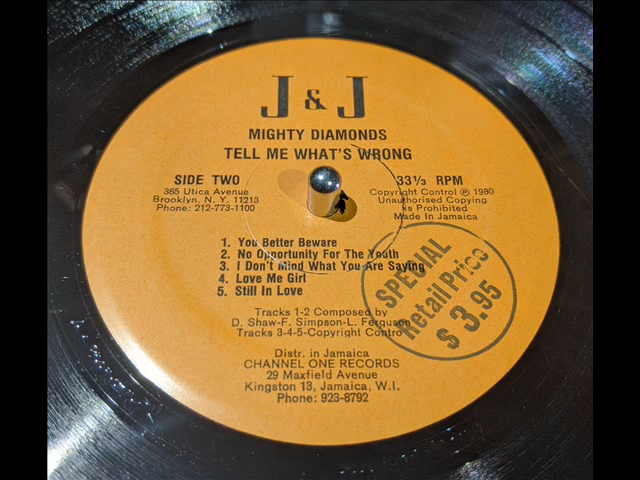 J & J
MIGHTY DIAMONDS
TELL ME WHAT'S WRONG
SIDE TWO
365 Utica Avenue
Brooklyn, N. Y. 11213
Phone: 212-773-1100
33⅓ RPM
Copyright Control ℗ 1980
Unauthorised Copying
is Prohibited
Made In Jamaica
1. You Better Beware
2. No Opportunity For The Youth
3. I Don't Mind What You Are Saying
4. Love Me Girl
5. Still In Love
SPECIAL
Retail Price
$ 3.95
Tracks 1-2 Composed by
D. Shaw-F. Simpson-L. Ferguson
Tracks 3-4-5-Copyright Contro
Distr. in Jamaica
CHANNEL ONE RECORDS
29 Maxfield Avenue
Kingston 13, Jamaica, W.I.
Phone: 923-8792